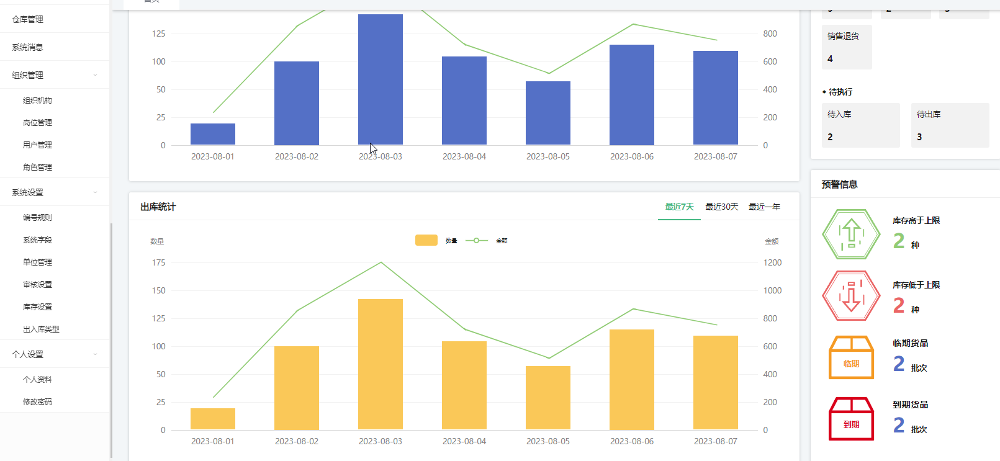 首页
仓库管理
系统消息
组织管理
组织机构
岗位管理
用户管理
角色管理
系统设置
编号规则
系统字段
单位管理
审核设置
库存设置
出入库类型
个人设置
个人资料
修改密码
125 800
100 600
50 400
25 200
0 0
2023-08-01 2023-08-02 2023-08-03 2023-08-04 2023-08-05 2023-08-06 2023-08-07
出库统计 最近7天 最近30天 最近一年
数量 数量 金额 金额
175 1200
150 1000
125 800
100 600
50 400
25 200
0 0
2023-08-01 2023-08-02 2023-08-03 2023-08-04 2023-08-05 2023-08-06 2023-08-07
销售退货
4
待执行
待入库 待出库
2 3
预警信息
库存高于上限
2 种
库存低于上限
2 种
临期 临期货品
2 批次
到期 到期货品
2 批次